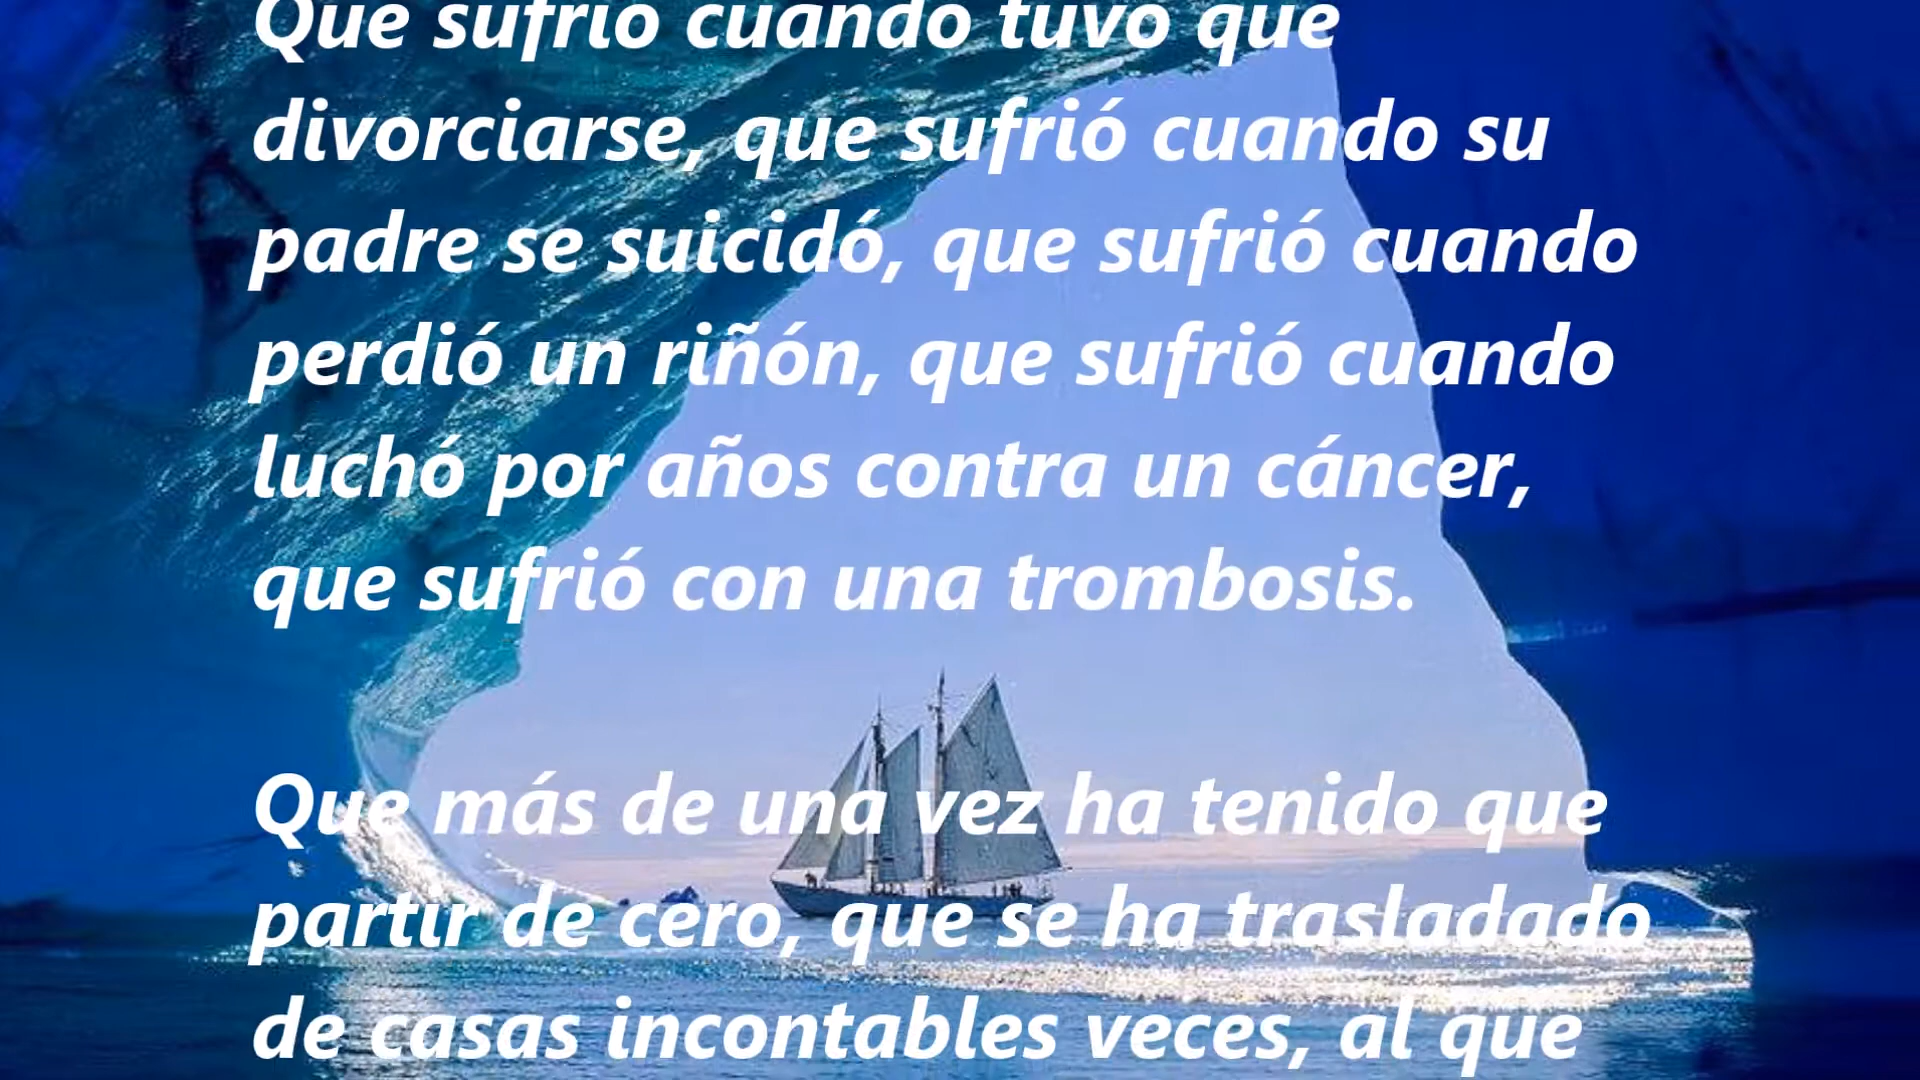 Que sufrió cuando tuvo que
divorciarse, que sufrió cuando su
padre se suicidó, que sufrió cuando
perdió un riñón, que sufrió cuando
luchó por años contra un cáncer,
que sufrió con una trombosis.
Que más de una vez ha tenido que
partir de cero, que se ha trasladado
de casas incontables veces, al que